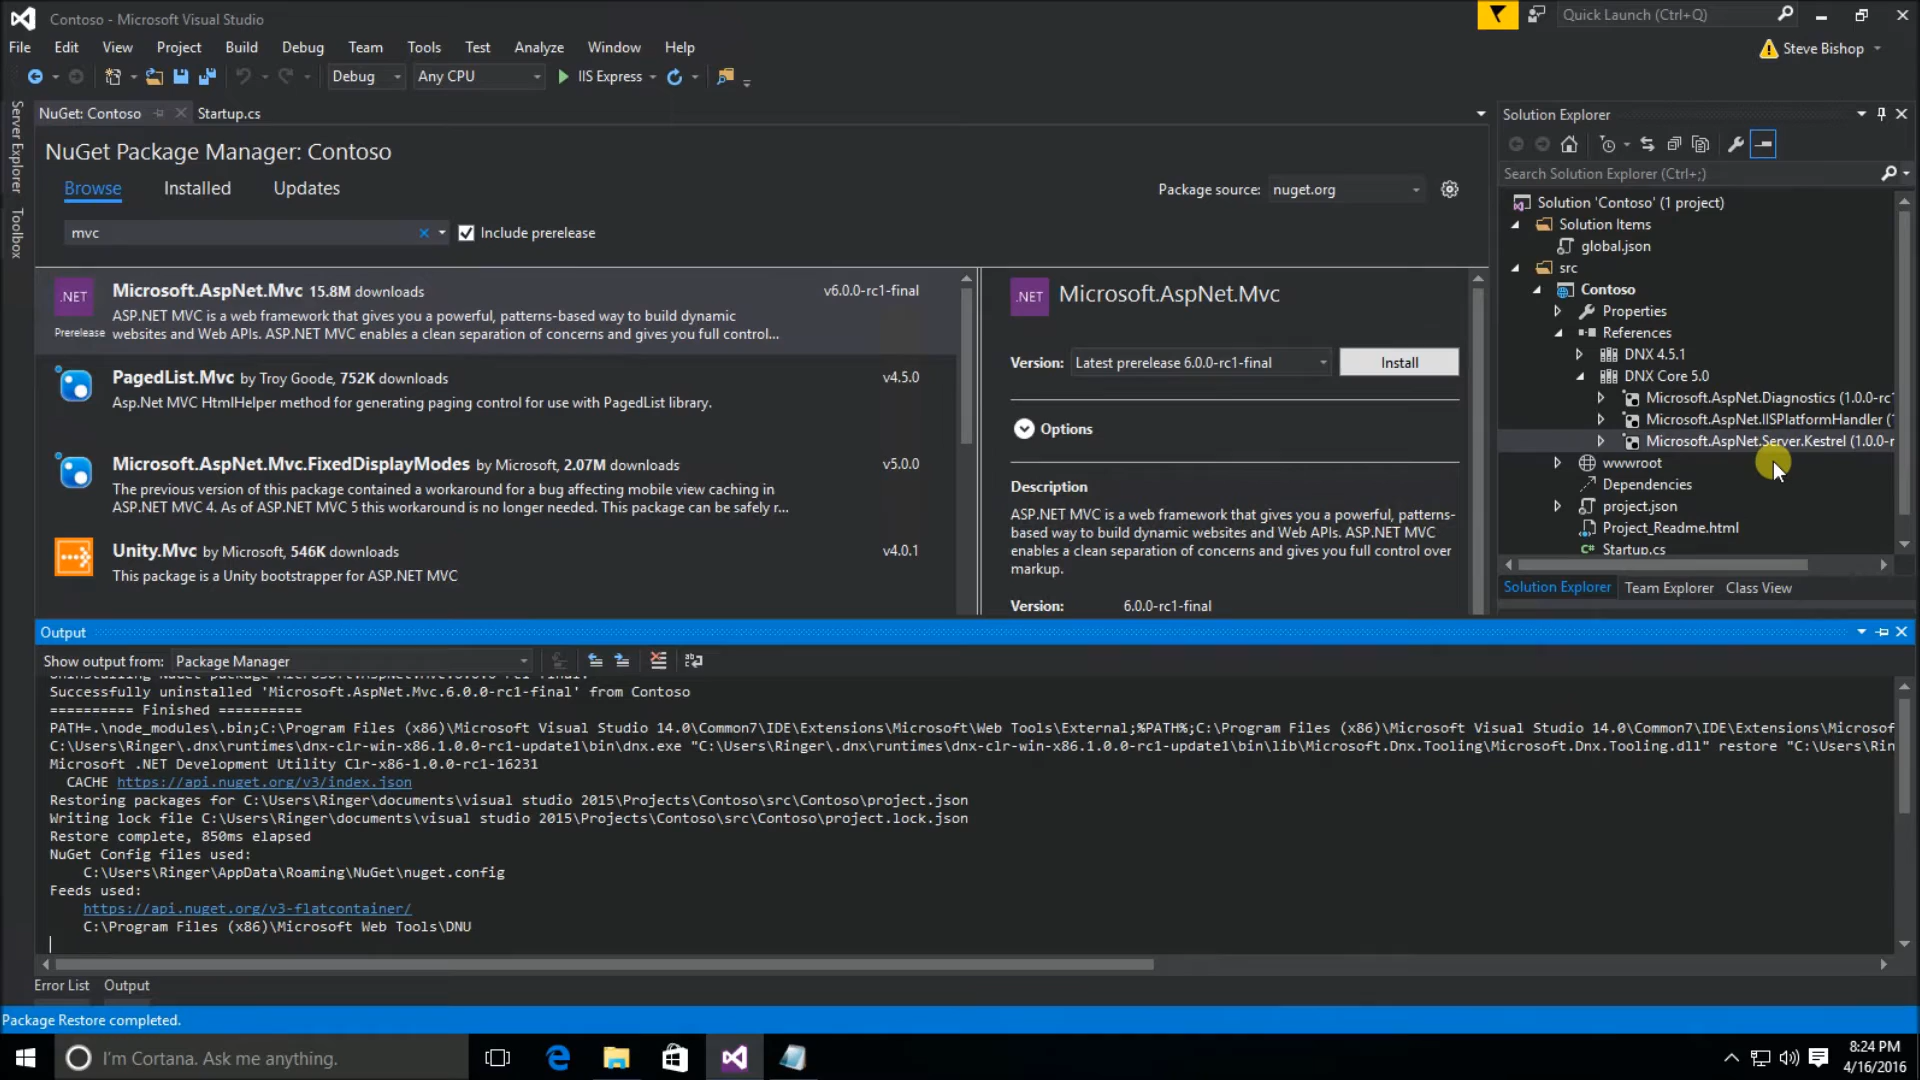 Contoso - Microsoft Visual Studio
Quick Launch (Ctrl+Q)
File Edit View Project Build Debug Team Tools Test Analyze Window Help
Steve Bishop
Debug Any CPU IIS Express
Server Explorer
Toolbox
NuGet: Contoso Startup.cs
NuGet Package Manager: Contoso
Browse Installed Updates
Package source: nuget.org
mvc
Include prerelease
.NET
Prerelease
Microsoft.AspNet.Mvc 15.8M downloads v6.0.0-rc1-final
ASP.NET MVC is a web framework that gives you a powerful, patterns-based way to build dynamic
websites and Web APIs. ASP.NET MVC enables a clean separation of concerns and gives you full control...
PagedList.Mvc by Troy Goode, 752K downloads v4.5.0
Asp.Net MVC HtmlHelper method for generating paging control for use with PagedList library.
Microsoft.AspNet.Mvc.FixedDisplayModes by Microsoft, 2.07M downloads v5.0.0
The previous version of this package contained a workaround for a bug affecting mobile view caching in
ASP.NET MVC 4. As of ASP.NET MVC 5 this workaround is no longer needed. This package can be safely r...
Unity.Mvc by Microsoft, 546K downloads v4.0.1
This package is a Unity bootstrapper for ASP.NET MVC
.NET
Microsoft.AspNet.Mvc
Version: Latest prerelease 6.0.0-rc1-final Install
Options
Description
ASP.NET MVC is a web framework that gives you a powerful, patterns-
based way to build dynamic websites and Web APIs. ASP.NET MVC
enables a clean separation of concerns and gives you full control over
markup.
Version: 6.0.0-rc1-final
Solution Explorer
Search Solution Explorer (Ctrl+;)
Solution 'Contoso' (1 project)
Solution Items
global.json
src
Contoso
Properties
References
DNX 4.5.1
DNX Core 5.0
Microsoft.AspNet.Diagnostics (1.0.0-rc1
Microsoft.AspNet.IISPlatformHandler (1
Microsoft.AspNet.Server.Kestrel (1.0.0-r
wwwroot
Dependencies
project.json
Project_Readme.html
C# Startup.cs
Solution Explorer Team Explorer Class View
Output
Show output from: Package Manager
Uninstalling NuGet package Microsoft.AspNet.Mvc.6.0.0-rc1-final.
Successfully uninstalled 'Microsoft.AspNet.Mvc.6.0.0-rc1-final' from Contoso
========== Finished ==========
PATH=.\node_modules\.bin;C:\Program Files (x86)\Microsoft Visual Studio 14.0\Common7\IDE\Extensions\Microsoft\Web Tools\External;%PATH%;C:\Program Files (x86)\Microsoft Visual Studio 14.0\Common7\IDE\Extensions\Microsof
C:\Users\Ringer\.dnx\runtimes\dnx-clr-win-x86.1.0.0-rc1-update1\bin\dnx.exe "C:\Users\Ringer\.dnx\runtimes\dnx-clr-win-x86.1.0.0-rc1-update1\bin\lib\Microsoft.Dnx.Tooling\Microsoft.Dnx.Tooling.dll" restore "C:\Users\Rin
Microsoft .NET Development Utility Clr-x86-1.0.0-rc1-16231
CACHE https://api.nuget.org/v3/index.json
Restoring packages for C:\Users\Ringer\documents\visual studio 2015\Projects\Contoso\src\Contoso\project.json
Writing lock file C:\Users\Ringer\documents\visual studio 2015\Projects\Contoso\src\Contoso\project.lock.json
Restore complete, 850ms elapsed
NuGet Config files used:
C:\Users\Ringer\AppData\Roaming\NuGet\nuget.config
Feeds used:
https://api.nuget.org/v3-flatcontainer/
C:\Program Files (x86)\Microsoft Web Tools\DNU
Error List Output
Package Restore completed.
I'm Cortana. Ask me anything.
8:24 PM
4/16/2016